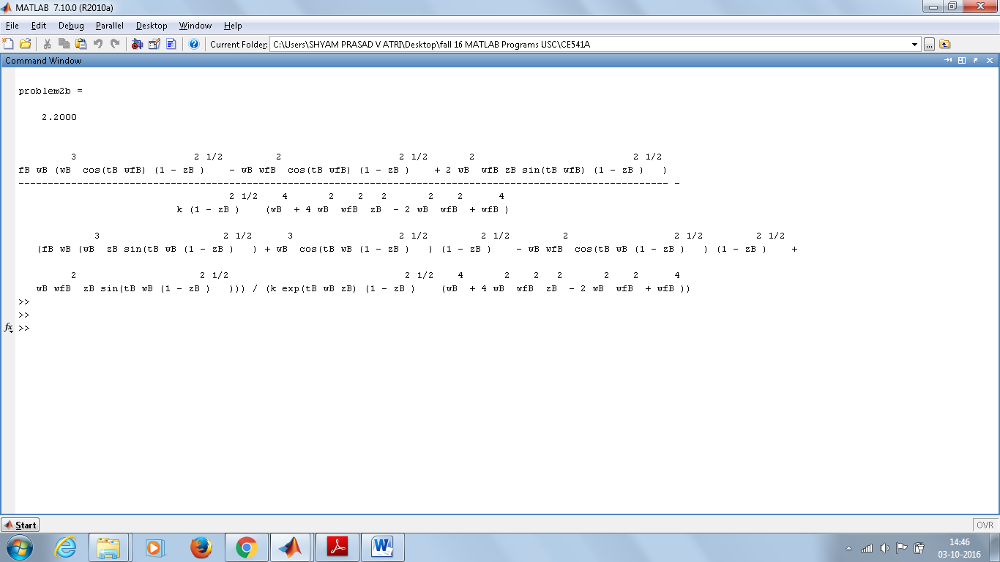 MATLAB 7.10.0 (R2010a)
File Edit Debug Parallel Desktop Window Help
Current Folder: C:\Users\SHYAM PRASAD V ATRI\Desktop\fall 16 MATLAB Programs USC\CE541A
Command Window
problem2b =
2.2000
3 2 1/2 2 2 1/2 2 2 1/2
fB wB (wB cos(tB wfB) (1 - zB ) - wB wfB cos(tB wfB) (1 - zB ) + 2 wB wfB zB sin(tB wfB) (1 - zB ) )
--------------------------------------------------------------------------------------------------------------- -
2 1/2 4 2 2 2 2 2 4
k (1 - zB ) (wB + 4 wB wfB zB - 2 wB wfB + wfB )
3 2 1/2 3 2 1/2 2 1/2 2 2 1/2 2 1/2
(fB wB (wB zB sin(tB wB (1 - zB ) ) + wB cos(tB wB (1 - zB ) ) (1 - zB ) - wB wfB cos(tB wB (1 - zB ) ) (1 - zB ) +
2 2 1/2 2 1/2 4 2 2 2 2 2 4
wB wfB zB sin(tB wB (1 - zB ) ))) / (k exp(tB wB zB) (1 - zB ) (wB + 4 wB wfB zB - 2 wB wfB + wfB ))
>>
>>
fx >>
Start
OVR
14:46
03-10-2016